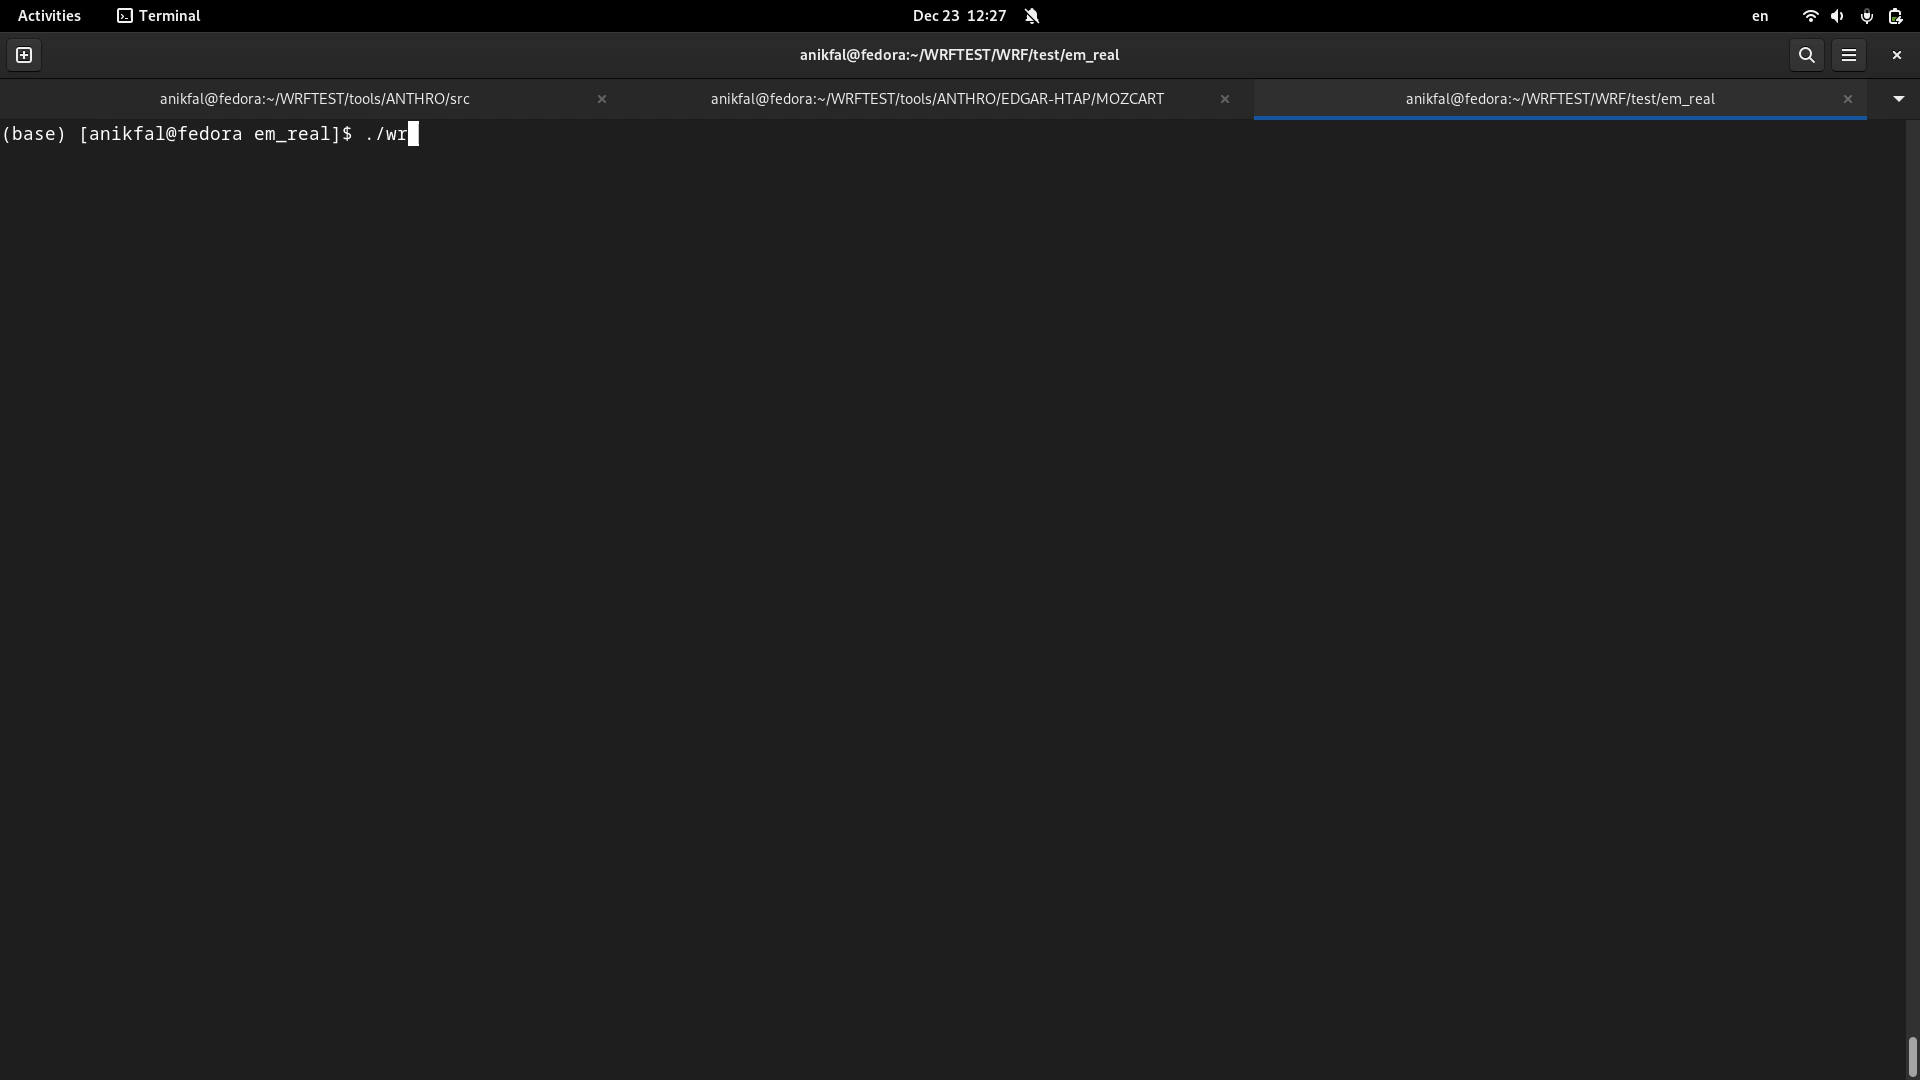 Activities Terminal Dec 23 12:27 en
anikfal@fedora:~/WRFTEST/WRF/test/em_real
anikfal@fedora:~/WRFTEST/tools/ANTHRO/src anikfal@fedora:~/WRFTEST/tools/ANTHRO/EDGAR-HTAP/MOZCART anikfal@fedora:~/WRFTEST/WRF/test/em_real
(base) [anikfal@fedora em_real]$ ./wr